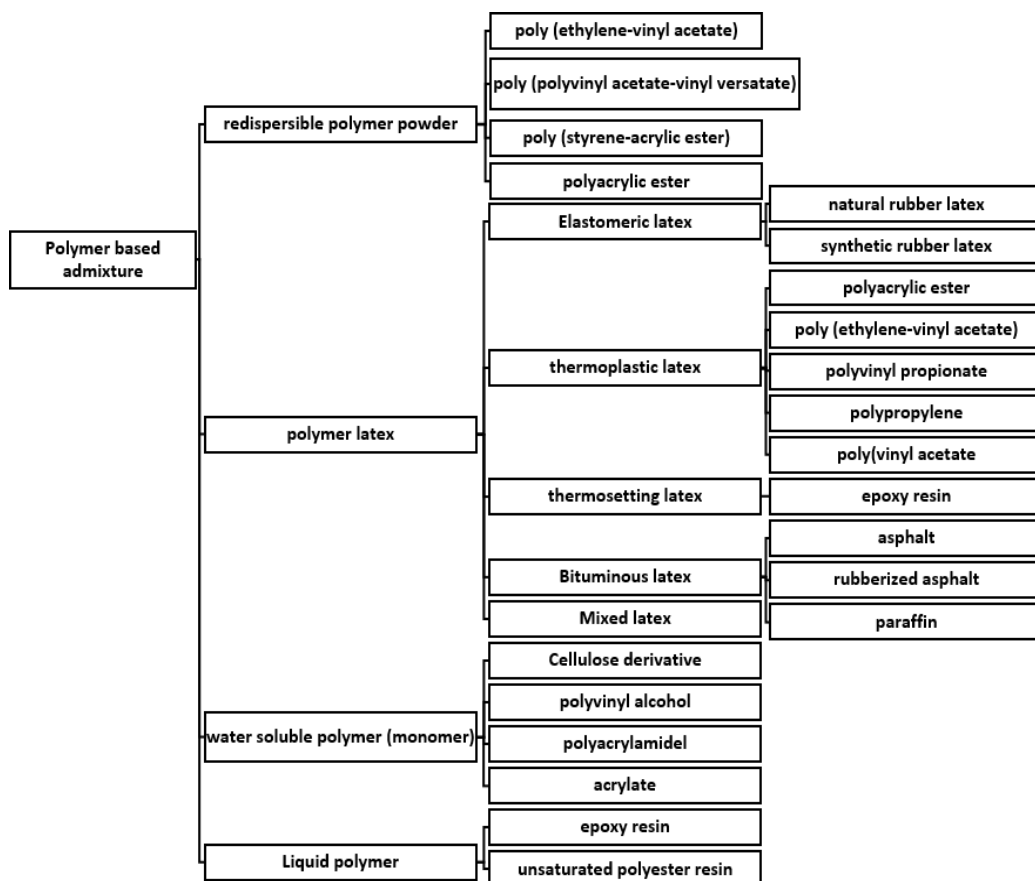 poly (ethylene-vinyl acetate)
poly (polyvinyl acetate-vinyl versatate)
redispersible polymer powder
poly (styrene-acrylic ester)
polyacrylic ester
Elastomeric latex
natural rubber latex
synthetic rubber latex
Polymer based
admixture
polyacrylic ester
poly (ethylene-vinyl acetate)
thermoplastic latex
polyvinyl propionate
polypropylene
poly(vinyl acetate
polymer latex
thermosetting latex
epoxy resin
asphalt
Bituminous latex
rubberized asphalt
paraffin
Mixed latex
Cellulose derivative
polyvinyl alcohol
water soluble polymer (monomer)
polyacrylamidel
acrylate
epoxy resin
Liquid polymer
unsaturated polyester resin